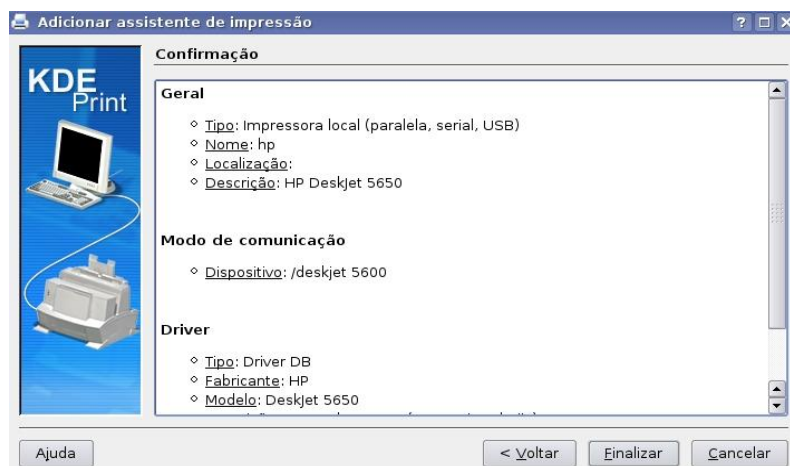 Adicionar assistente de impressão
KDE
Print
Confirmação
Geral
Tipo: Impressora local (paralela, serial, USB)
Nome: hp
Localização:
Descrição: HP DeskJet 5650
Modo de comunicação
Dispositivo: /deskjet 5600
Driver
Tipo: Driver DB
Fabricante: HP
Modelo: DeskJet 5650
Ajuda
< Voltar
Finalizar
Cancelar